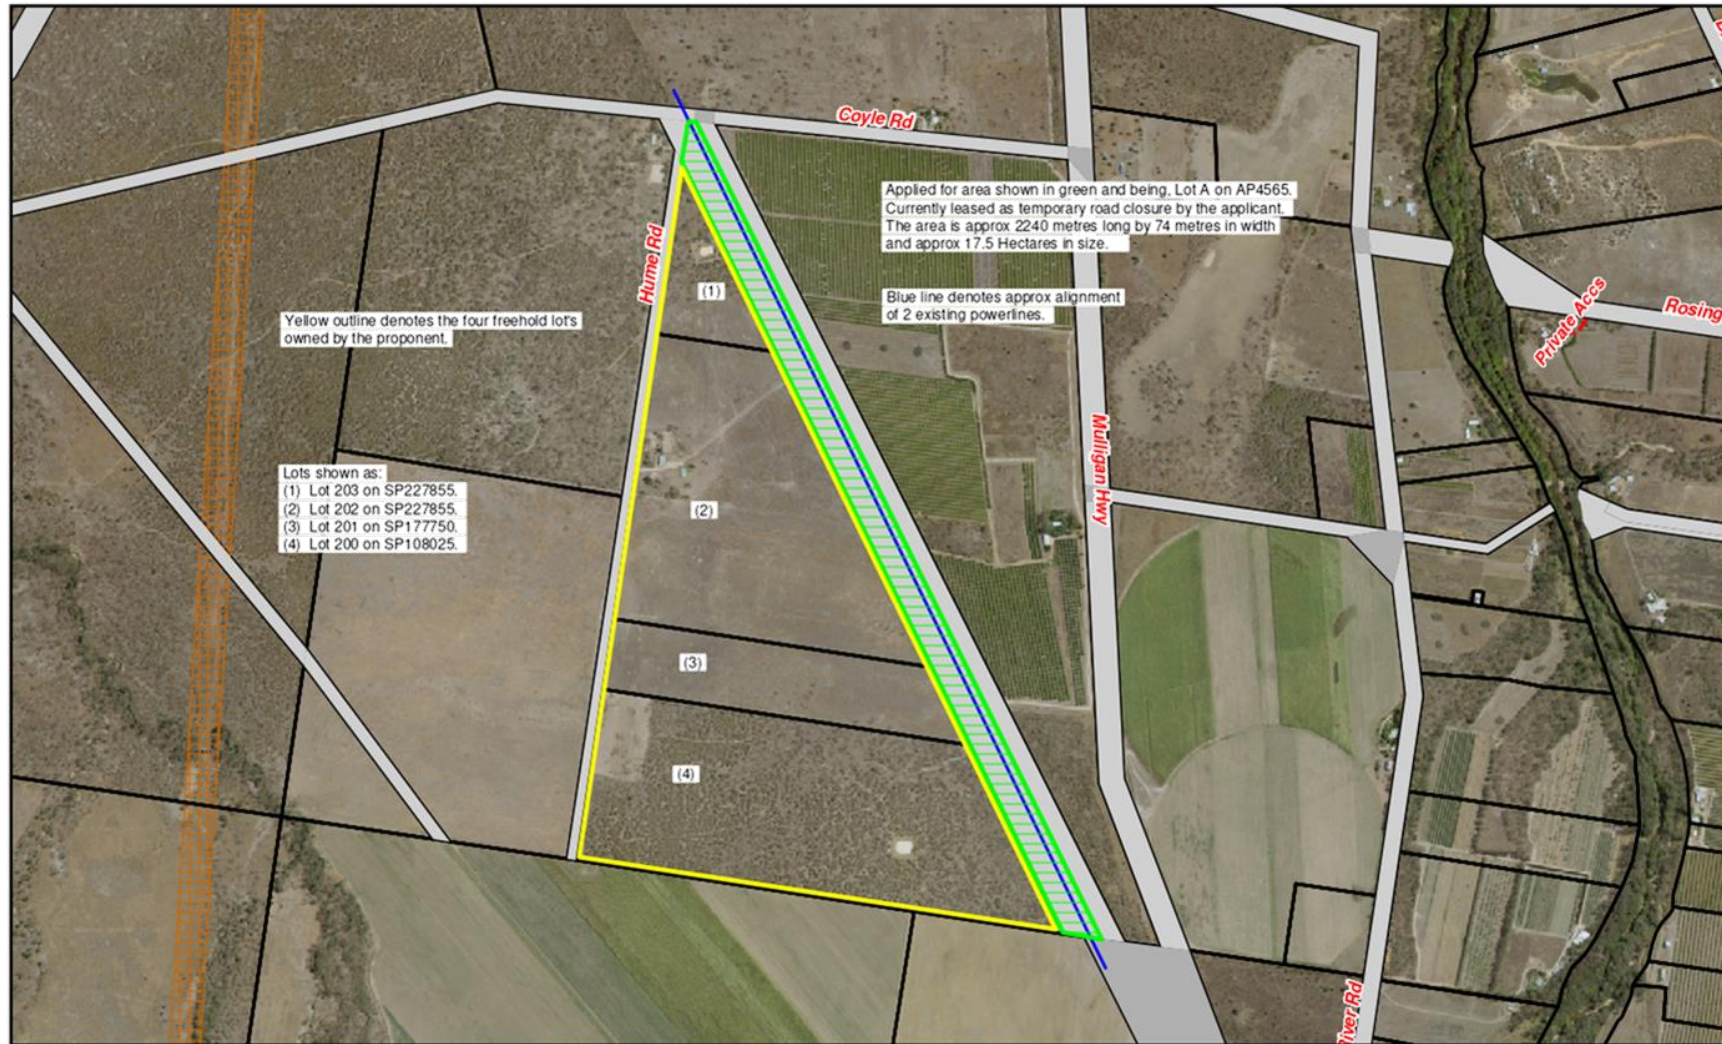 Coyle Rd
Applied for area shown in green and being, Lot A on AP4565.
Currently leased as temporary road closure by the applicant.
The area is approx 2240 metres long by 74 metres in width
and approx 17.5 Hectares in size.
Hume Rd
(1)
Blue line denotes approx alignment
of 2 existing powerlines.
Private Accs
Rosing
Yellow outline denotes the four freehold lot's
owned by the proponent.
Mulligan Hwy
Lots shown as:
(1) Lot 203 on SP227855.
(2) Lot 202 on SP227855.
(3) Lot 201 on SP177750.
(4) Lot 200 on SP108025.
(2)
(3)
(4)
River Rd